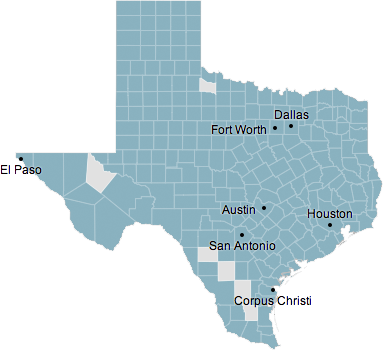 Dallas
Fort Worth
El Paso
Austin
Houston
San Antonio
Corpus Christi